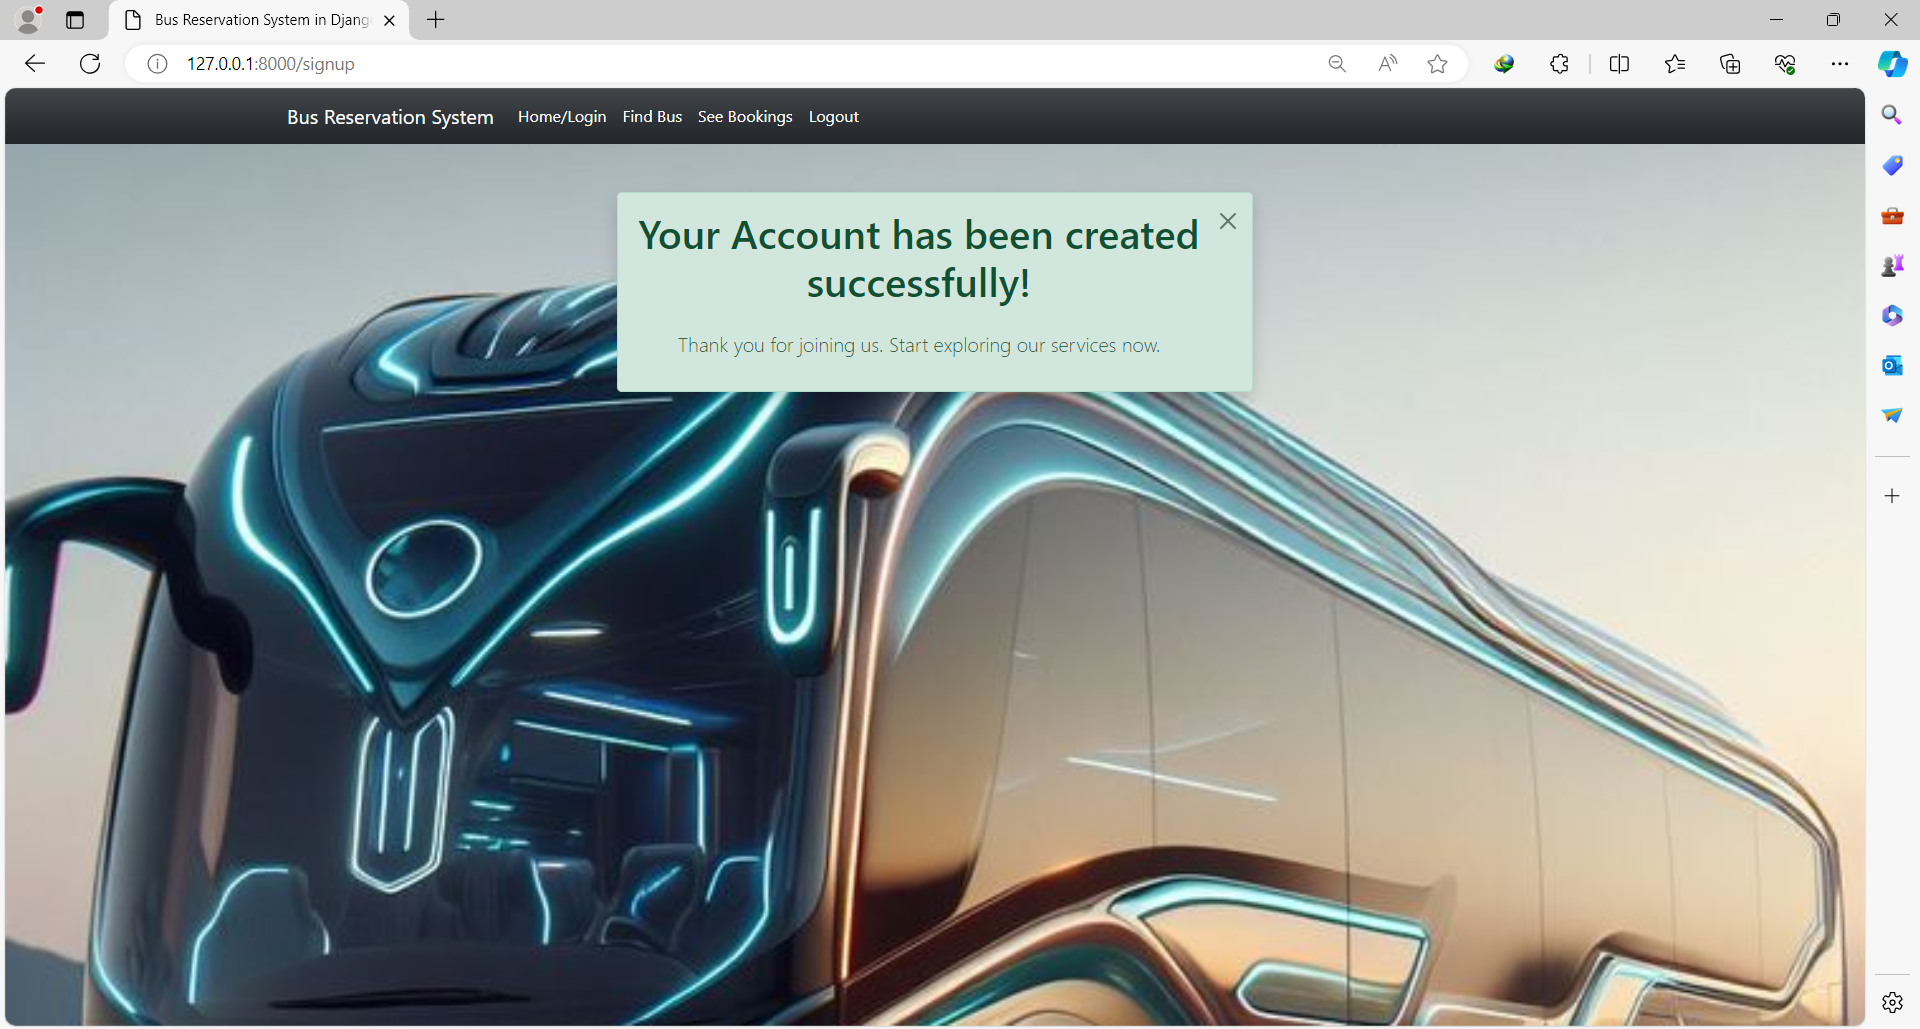 Bus Reservation System in Djang
127.0.0.1:8000/signup
Bus Reservation System Home/Login Find Bus See Bookings Logout
Your Account has been created
successfully!
Thank you for joining us. Start exploring our services now.